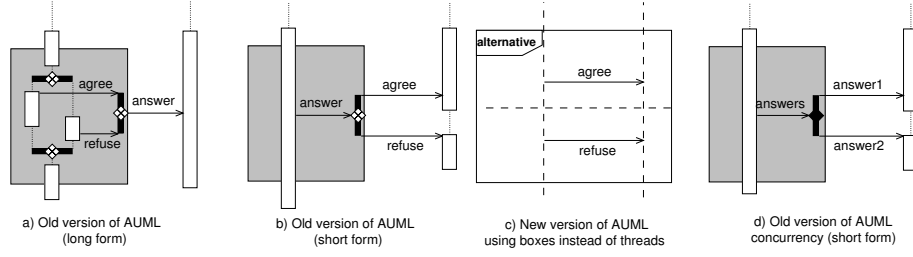 agree
answer
refuse
a) Old version of AUML
(long form)
answer
agree
refuse
b) Old version of AUML
(short form)
alternative
agree
refuse
c) New version of AUML
using boxes instead of threads
answers
answer1
answer2
d) Old version of AUML
concurrency (short form)